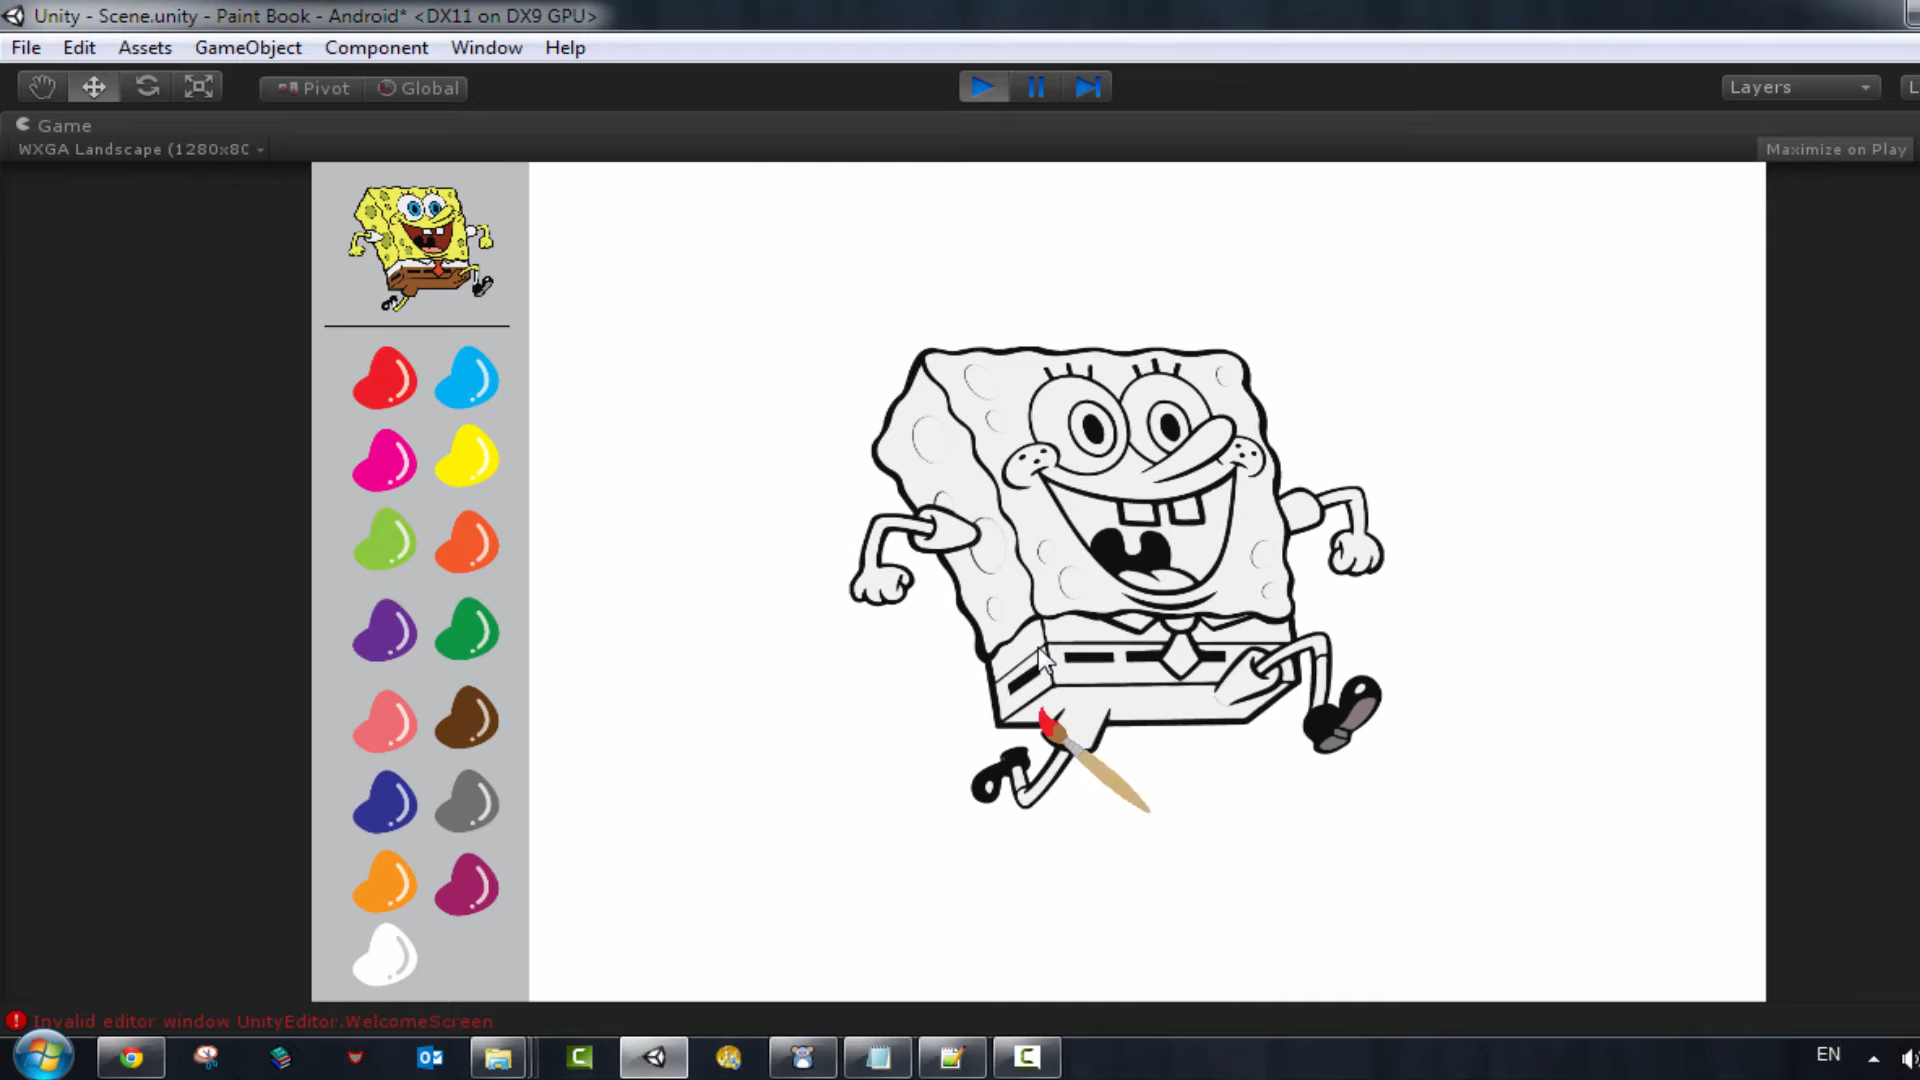 Unity - Scene.unity - Paint Book - Android* <DX11 on DX9 GPU>
File Edit Assets GameObject Component Window Help
Pivot Global Layers L
Game
WXGA Landscape (1280x80 Maximize on Play
Invalid editor window UnityEditor.WelcomeScreen
EN